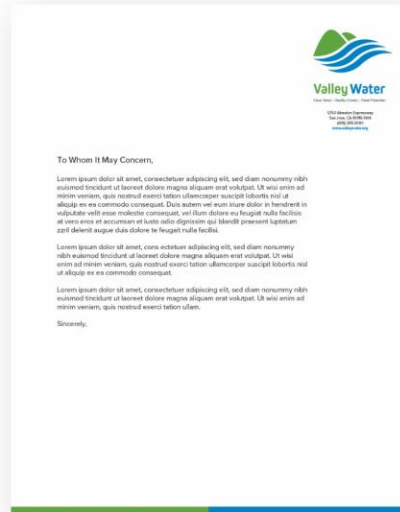 Valley Water
Clean Water • Healthy Creeks • Flood Protection
5750 Almaden Expressway
San Jose, CA 95118-3686
www.valleywater.org
To Whom It May Concern,
Lorem ipsum dolor sit amet, consectetuer adipiscing elit, sed diam nonummy nibh
euismod tincidunt ut laoreet dolore magna aliquam erat volutpat. Ut wisi enim ad
minim veniam, quis nostrud exerci tation ullamcorper suscipit lobortis nisl ut
aliquip ex ea commodo consequat. Duis autem vel eum iriure dolor in hendrerit in
vulputate velit esse molestie consequat, vel illum dolore eu feugiat nulla facilisis
at vero eros et accumsan et iusto odio dignissim qui blandit praesent luptatum
zzril delenit augue duis dolore te feugait nulla facilisi.
Lorem ipsum dolor sit amet, cons ectetuer adipiscing elit, sed diam nonummy
nibh euismod tincidunt ut laoreet dolore magna aliquam erat volutpat. Ut wisi
enim ad minim veniam, quis nostrud exerci tation ullamcorper suscipit lobortis nisl
ut aliquip ex ea commodo consequat.
Lorem ipsum dolor sit amet, consectetuer adipiscing elit, sed diam nonummy nibh
euismod tincidunt ut laoreet dolore magna aliquam erat volutpat. Ut wisi enim ad
minim veniam, quis nostrud exerci tation ullam.
Sincerely,